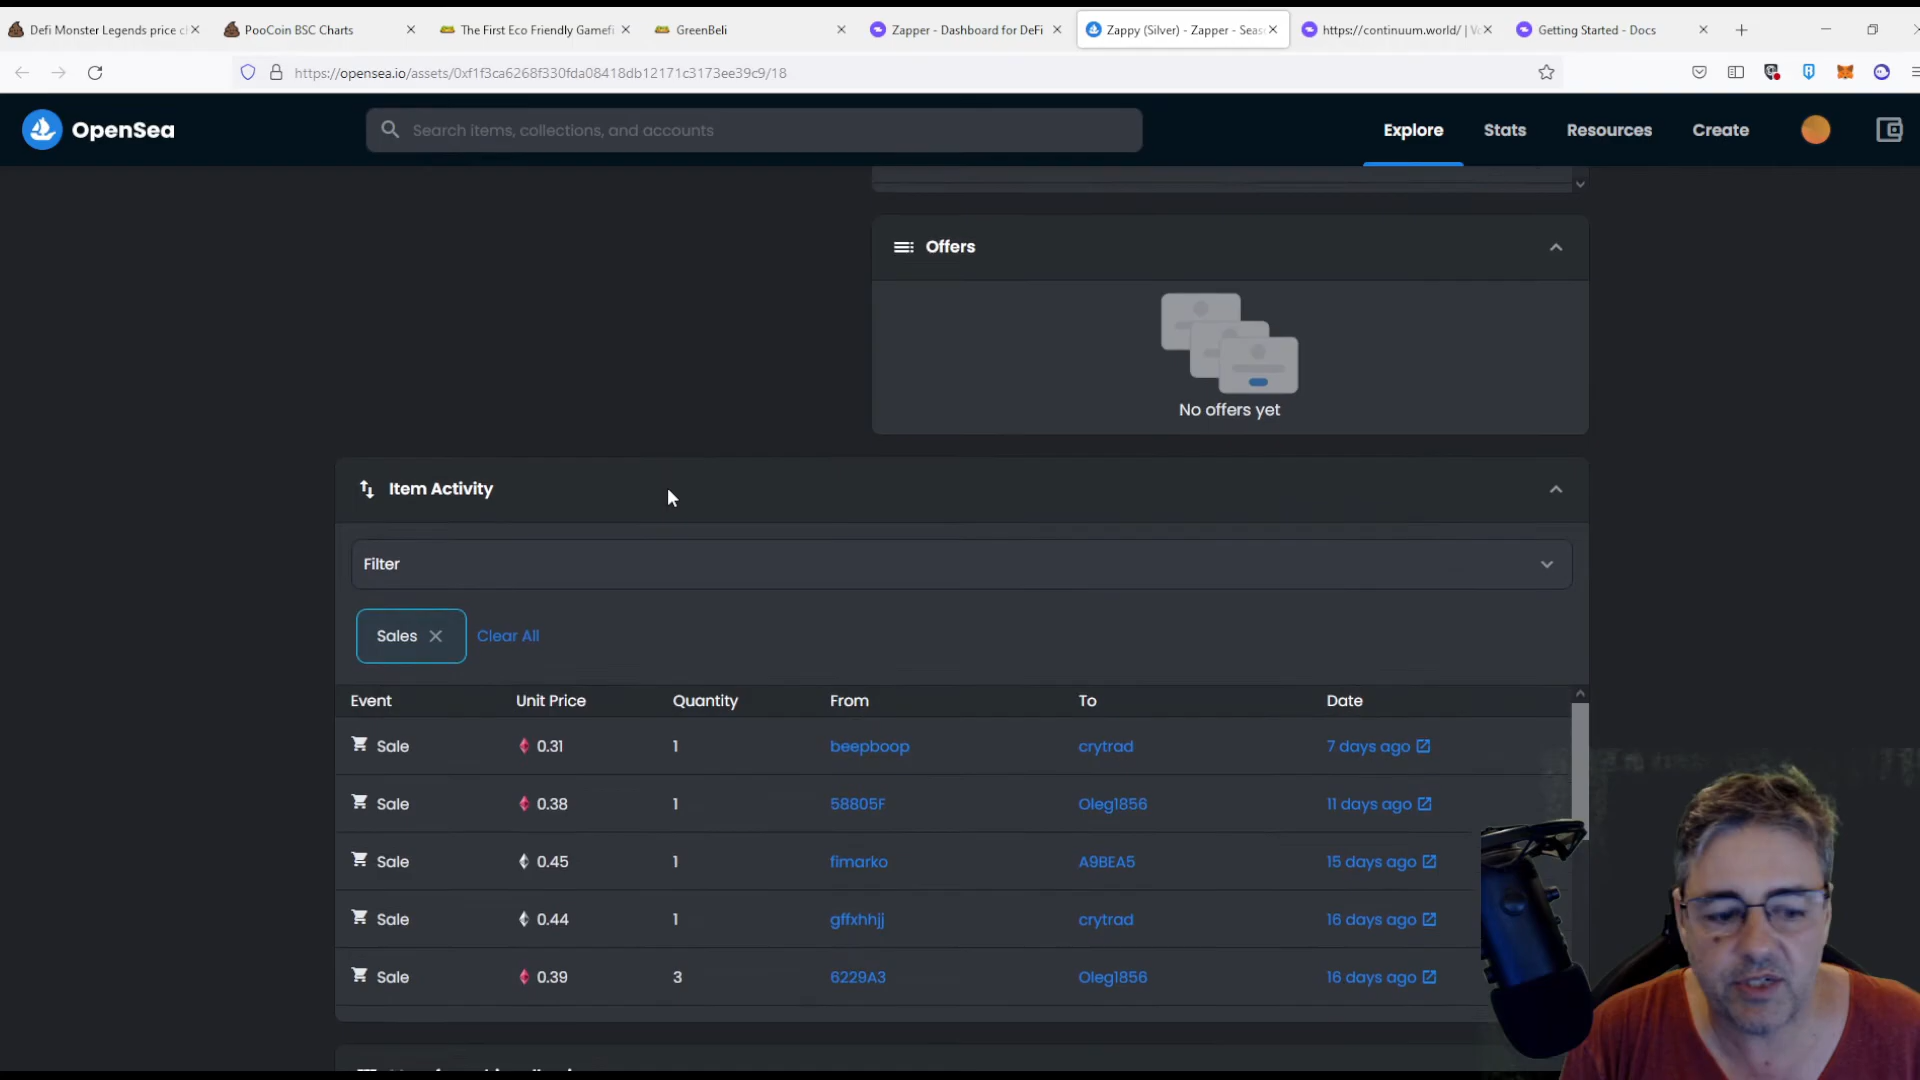 Defi Monster Legends price cl
PooCoin BSC Charts
The First Eco Friendly Gamefi
GreenBeli
Zapper - Dashboard for DeFi
Zappy (Silver) - Zapper - Seas
https://continuum.world/ | Vo
Getting Started - Docs
https://opensea.io/assets/0xf1f3ca6268f330fda08418db12171c3173ee39c9/18
OpenSea
Search items, collections, and accounts
Explore
Stats
Resources
Create
Offers
No offers yet
Item Activity
Filter
Sales
Clear All
Event Unit Price Quantity From To Date
Sale 0.31 1 beepboop crytrad 7 days ago
Sale 0.38 1 58805F Oleg1856 11 days ago
Sale 0.45 1 fimarko A9BEA5 15 days ago
Sale 0.44 1 gffxhhjj crytrad 16 days ago
Sale 0.39 3 6229A3 Oleg1856 16 days ago